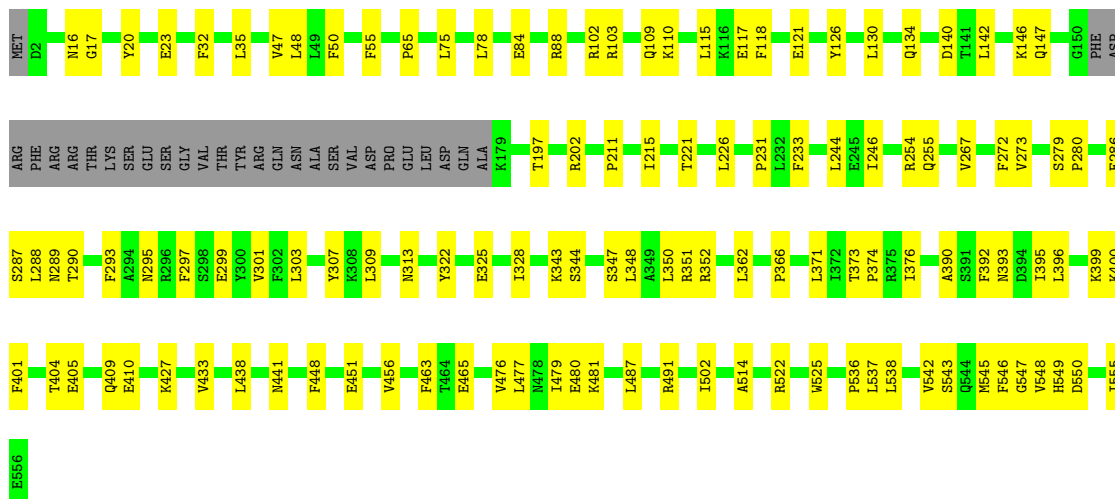 MET D2 N16 G17 Y20 E23 F32 L35 V47 L48 L49 F50 F55 P65 L75 L78 E84 R88 R102 R103 Q109 K110 L115 K116 E117 F118 E121 Y126 L130 Q134 D140 T141 L142 K146 Q147 G150 PHE ASP
ARG PHE ARG ARG THR LYS SER GLU SER GLY VAL THR TYR ARG GLN ASN ALA SER VAL ASP PRO GLU LEU ASP GLN ALA K179 T197 R202 P211 I215 T221 L226 P231 L232 F233 L244 E245 I246 R254 Q255 V267 F272 V273 S279 P280
S287 L288 N289 T290 F293 A294 N295 R296 F297 S298 E299 Y300 V301 F302 L303 Y307 K308 L309 N313 Y322 E325 I328 K343 S344 S347 L348 A349 L350 R351 R352 L362 P366 L371 I372 T373 P374 R375 I376 A390 S391 F392 N393 D394 I395 L396 K399
F401 T404 E405 Q409 E410 K427 V433 L438 N441 F448 E451 V456 F463 T464 E465 V476 L477 N478 I479 E480 K481 L487 R491 I502 A514 R522 W525 P536 L537 L538 V542 S543 Q544 M545 F546 G547 V548 H549 D550
E556